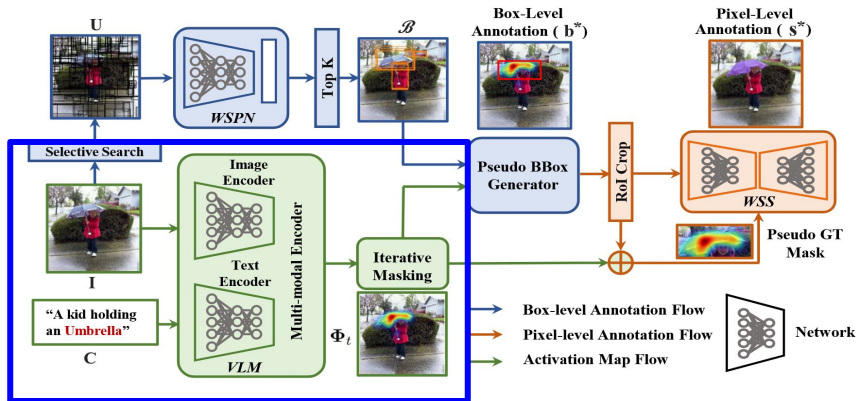 U
WSPN
Top K
ℬ
Box-Level
Annotation ( b*)
Pixel-Level
Annotation ( s*)
Selective Search
Image
Encoder
Text
Encoder
Multi-modal Encoder
VLM
I
“A kid holding
an Umbrella”
C
Iterative
Masking
Φt
Pseudo BBox
Generator
RoI Crop
WSS
Pseudo GT
Mask
Box-level Annotation Flow
Pixel-level Annotation Flow
Activation Map Flow
Network